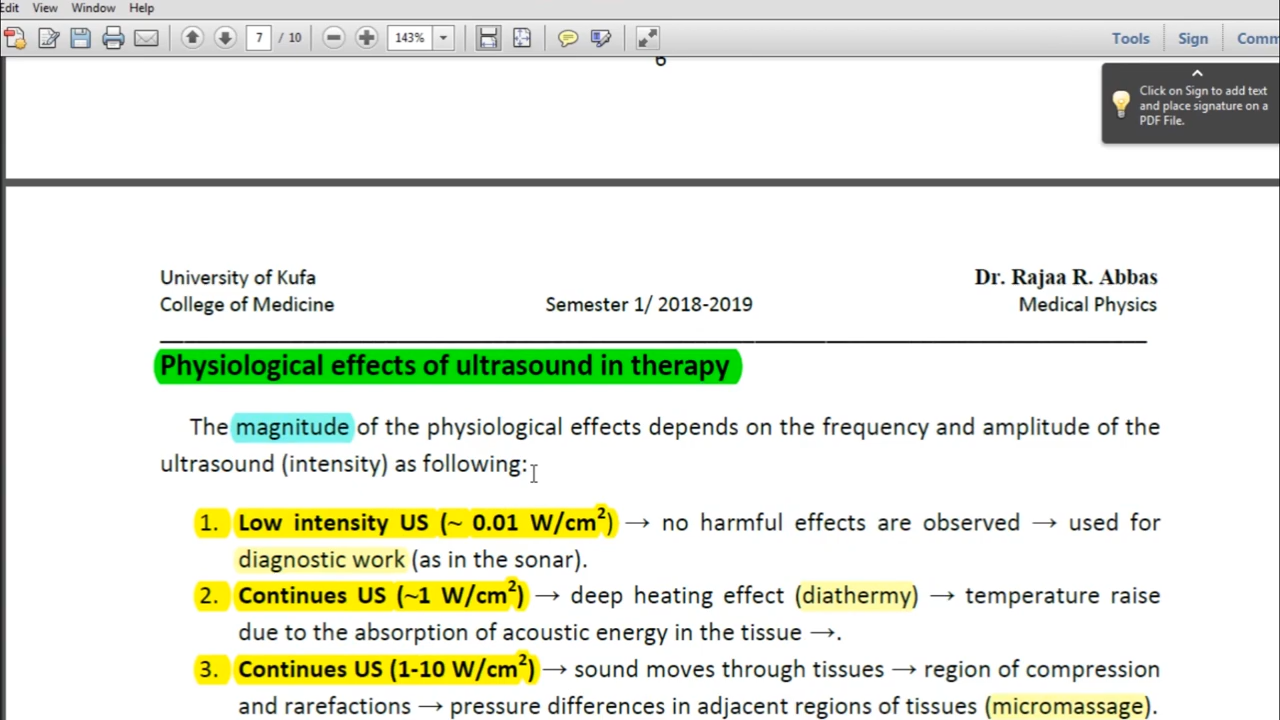 Edit View Window Help
7 / 10 143% Tools Sign Comm
6
Click on Sign to add text
and place signature on a
PDF File.
University of Kufa Dr. Rajaa R. Abbas
College of Medicine Semester 1/ 2018-2019 Medical Physics
Physiological effects of ultrasound in therapy
The magnitude of the physiological effects depends on the frequency and amplitude of the
ultrasound (intensity) as following:
1. Low intensity US (~ 0.01 W/cm²) → no harmful effects are observed → used for
diagnostic work (as in the sonar).
2. Continues US (~1 W/cm²) → deep heating effect (diathermy) → temperature raise
due to the absorption of acoustic energy in the tissue →.
3. Continues US (1-10 W/cm²) → sound moves through tissues → region of compression
and rarefactions → pressure differences in adjacent regions of tissues (micromassage).